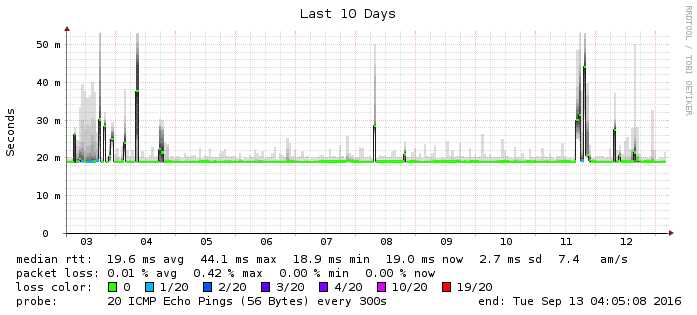 Last 10 Days
RRDTOOL / TOBI OETIKER
Seconds
50 m
40 m
30 m
20 m
10 m
0
03 04 05 06 07 08 09 10 11 12
median rtt: 19.6 ms avg 44.1 ms max 18.9 ms min 19.0 ms now 2.7 ms sd 7.4 am/s
packet loss: 0.01 % avg 0.42 % max 0.00 % min 0.00 % now
loss color: 0 1/20 2/20 3/20 4/20 10/20 19/20
probe: 20 ICMP Echo Pings (56 Bytes) every 300s end: Tue Sep 13 04:05:08 2016